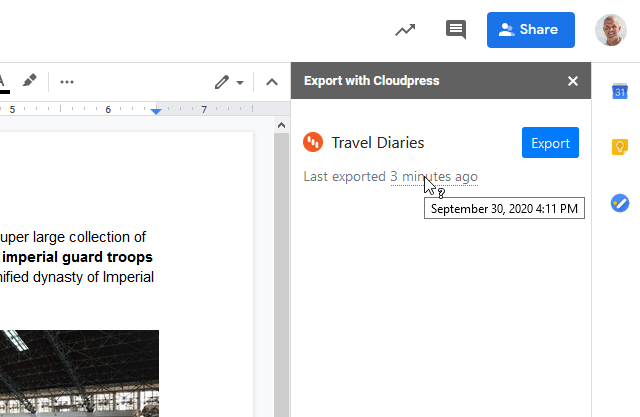 Share
A
5
6
7
Export with Cloudpress
31
Travel Diaries
Export
Last exported 3 minutes ago
September 30, 2020 4:11 PM
uper large collection of
imperial guard troops
nified dynasty of Imperial